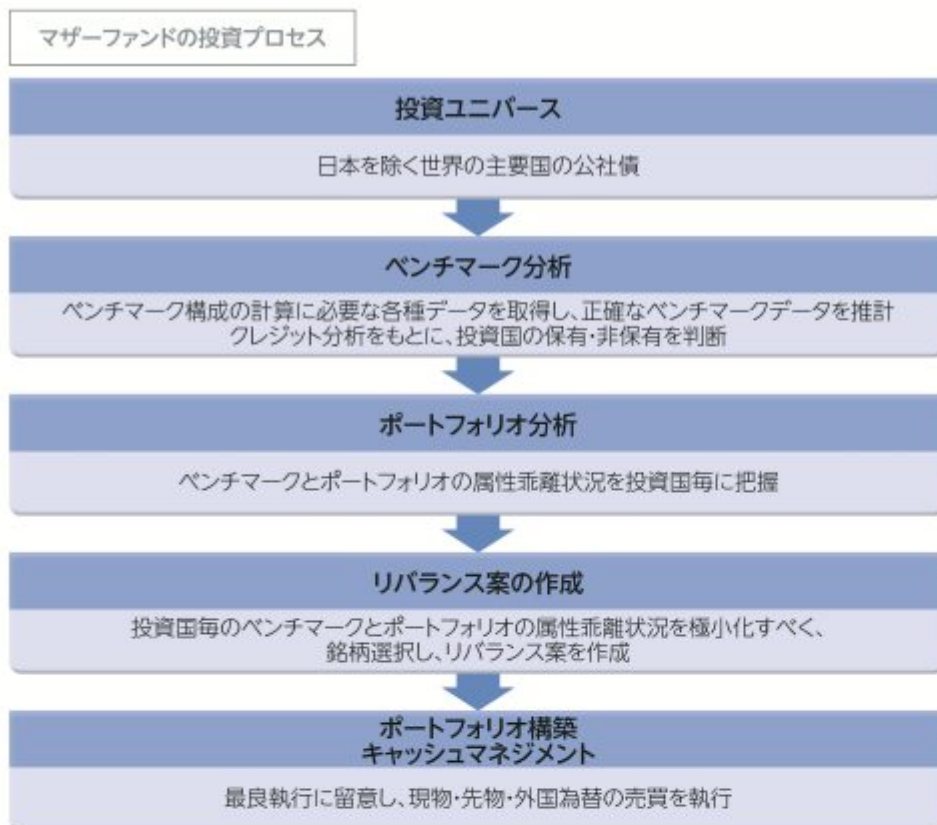 マザーファンドの投資プロセス
投資ユニバース
日本を除く世界の主要国の公社債
ベンチマーク分析
ベンチマーク構成の計算に必要な各種データを取得し、正確なベンチマークデータを推計
クレジット分析をもとに、投資国の保有・非保有を判断
ポートフォリオ分析
ベンチマークとポートフォリオの属性乖離状況を投資国毎に把握
リバランス案の作成
投資国毎のベンチマークとポートフォリオの属性乖離状況を極小化すべく、
銘柄選択し、リバランス案を作成
ポートフォリオ構築
キャッシュマネジメント
最良執行に留意し、現物・先物・外国為替の売買を執行